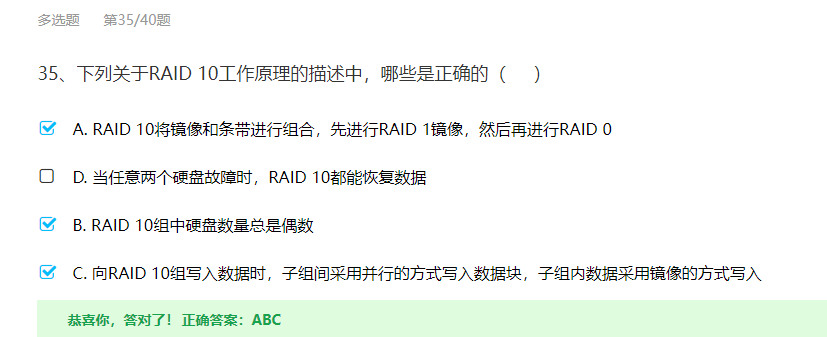 多选题 第35/40题
35、下列关于RAID 10工作原理的描述中，哪些是正确的（ ）
A. RAID 10将镜像和条带进行组合，先进行RAID 1镜像，然后再进行RAID 0
D. 当任意两个硬盘故障时，RAID 10都能恢复数据
B. RAID 10组中硬盘数量总是偶数
C. 向RAID 10组写入数据时，子组间采用并行的方式写入数据块，子组内数据采用镜像的方式写入
恭喜你，答对了！正确答案：ABC